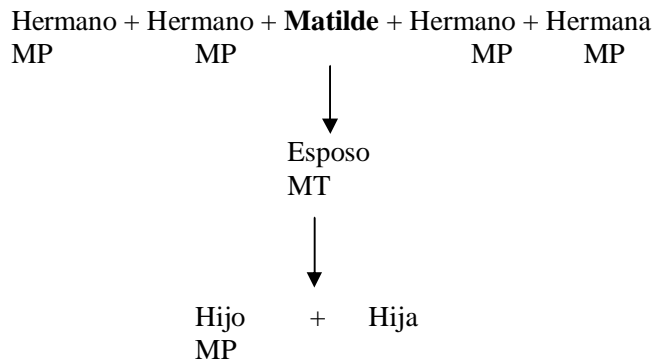 Hermano + Hermano + Matilde + Hermano + Hermana
MP MP MP MP
Esposo
MT
Hijo + Hija
MP